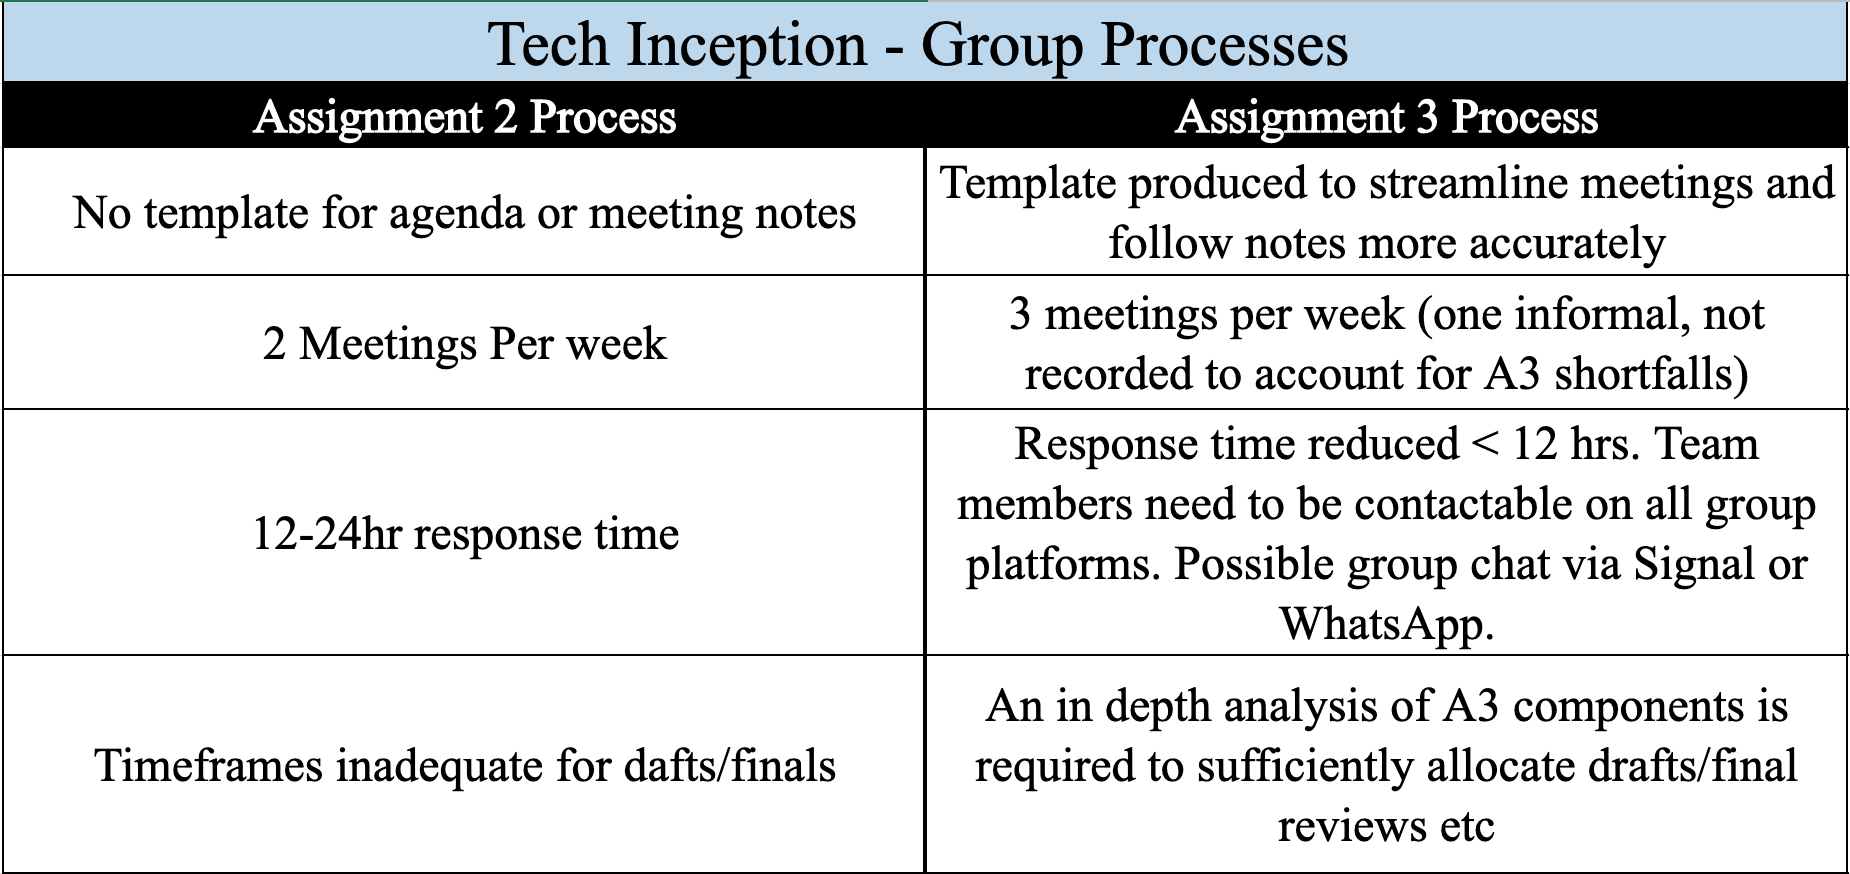 Tech Inception - Group Processes
Assignment 2 Process
Assignment 3 Process
No template for agenda or meeting notes
Template produced to streamline meetings and
follow notes more accurately
2 Meetings Per week
3 meetings per week (one informal, not
recorded to account for A3 shortfalls)
12-24hr response time
Response time reduced < 12 hrs. Team
members need to be contactable on all group
platforms. Possible group chat via Signal or
WhatsApp.
Timeframes inadequate for dafts/finals
An in depth analysis of A3 components is
required to sufficiently allocate drafts/final
reviews etc